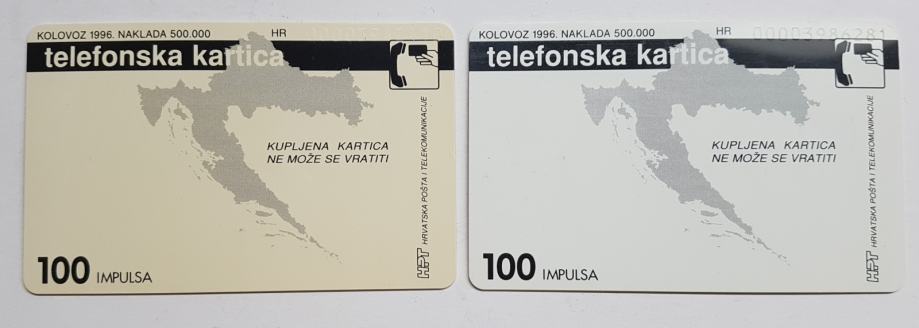 KOLOVOZ 1996. NAKLADA 500.000 HR
telefonska kartica
KUPLJENA KARTICA
NE MOŽE SE VRATITI
HPT HRVATSKA POŠTA I TELEKOMUNIKACIJE
100 IMPULSA
KOLOVOZ 1996. NAKLADA 500.000 HR 00003986281
telefonska kartica
KUPLJENA KARTICA
NE MOŽE SE VRATITI
HPT HRVATSKA POŠTA I TELEKOMUNIKACIJE
100 IMPULSA